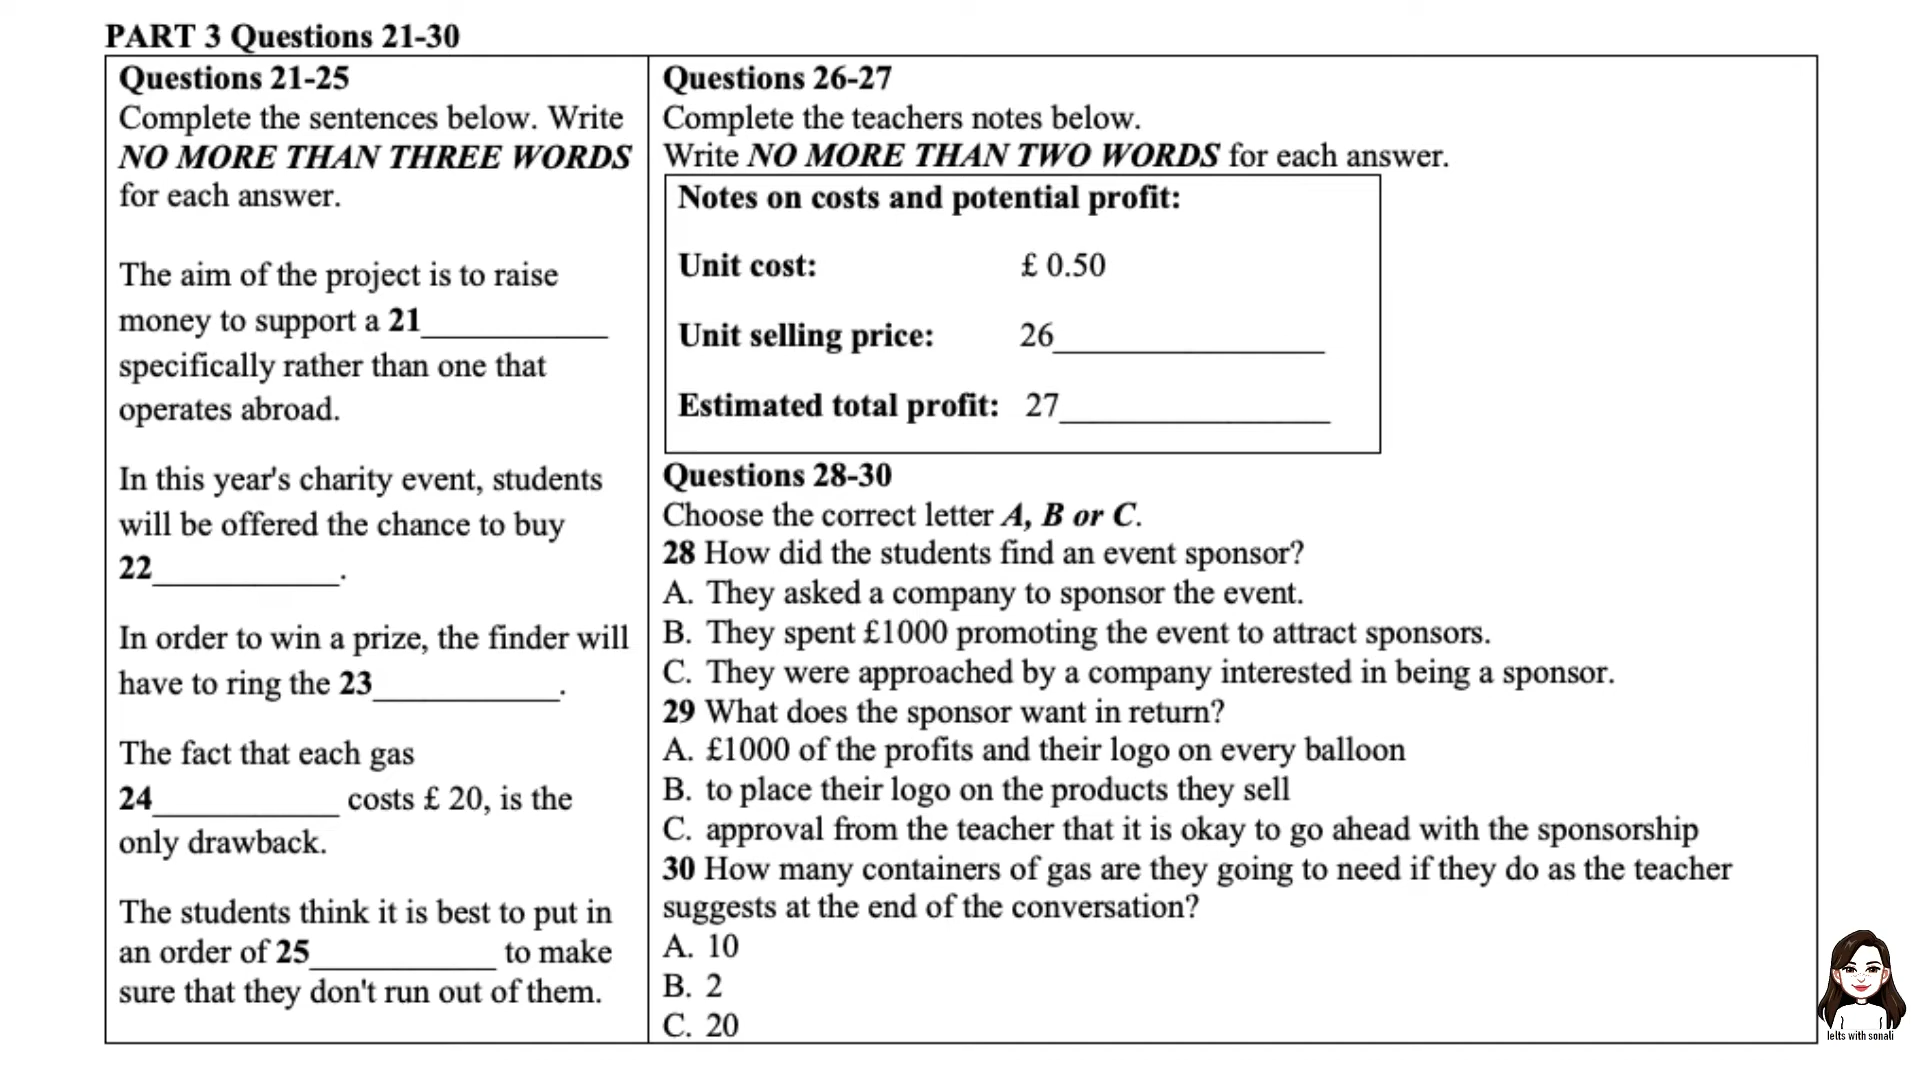 PART 3 Questions 21-30
Questions 21-25
Complete the sentences below. Write
NO MORE THAN THREE WORDS
for each answer.
The aim of the project is to raise
money to support a 21___________
specifically rather than one that
operates abroad.
In this year's charity event, students
will be offered the chance to buy
22___________.
In order to win a prize, the finder will
have to ring the 23___________.
The fact that each gas
24___________ costs £ 20, is the
only drawback.
The students think it is best to put in
an order of 25___________ to make
sure that they don't run out of them.
Questions 26-27
Complete the teachers notes below.
Write NO MORE THAN TWO WORDS for each answer.
Notes on costs and potential profit:
Unit cost: £ 0.50
Unit selling price: 26________________
Estimated total profit: 27________________
Questions 28-30
Choose the correct letter A, B or C.
28 How did the students find an event sponsor?
A. They asked a company to sponsor the event.
B. They spent £1000 promoting the event to attract sponsors.
C. They were approached by a company interested in being a sponsor.
29 What does the sponsor want in return?
A. £1000 of the profits and their logo on every balloon
B. to place their logo on the products they sell
C. approval from the teacher that it is okay to go ahead with the sponsorship
30 How many containers of gas are they going to need if they do as the teacher
suggests at the end of the conversation?
A. 10
B. 2
C. 20
Ielts with sonali